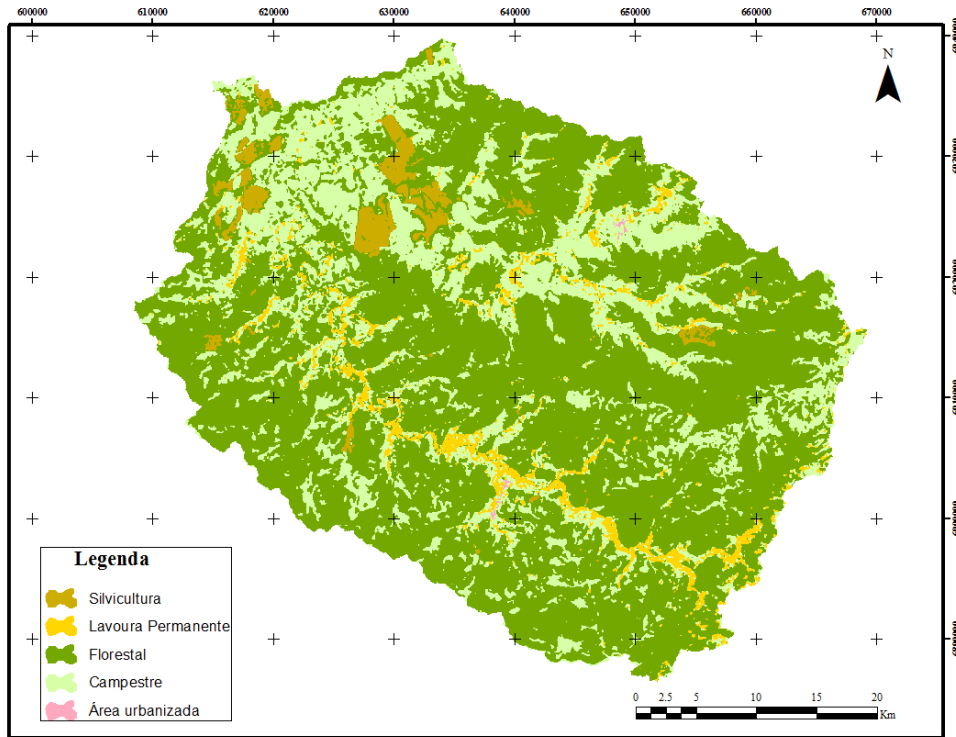 600000 610000 620000 630000 640000 650000 660000 670000
N
Legenda
Silvicultura
Lavoura Permanente
Florestal
Campestre
Área urbanizada
0 2.5 5 10 15 20
Km